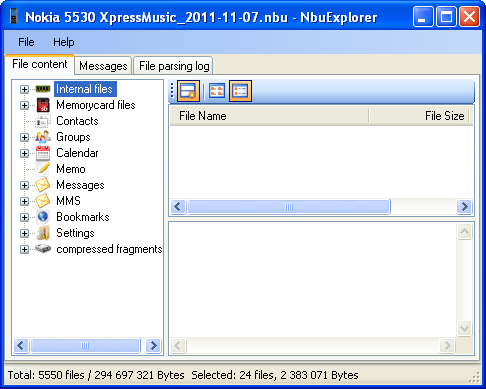 Nokia 5530 XpressMusic_2011-11-07.nbu - NbuExplorer
File Help
File content Messages File parsing log
Internal files
Memorycard files
Contacts
Groups
Calendar
Memo
Messages
MMS
Bookmarks
Settings
compressed fragments
File Name File Size
Total: 5550 files / 294 697 321 Bytes Selected: 24 files, 2 383 071 Bytes